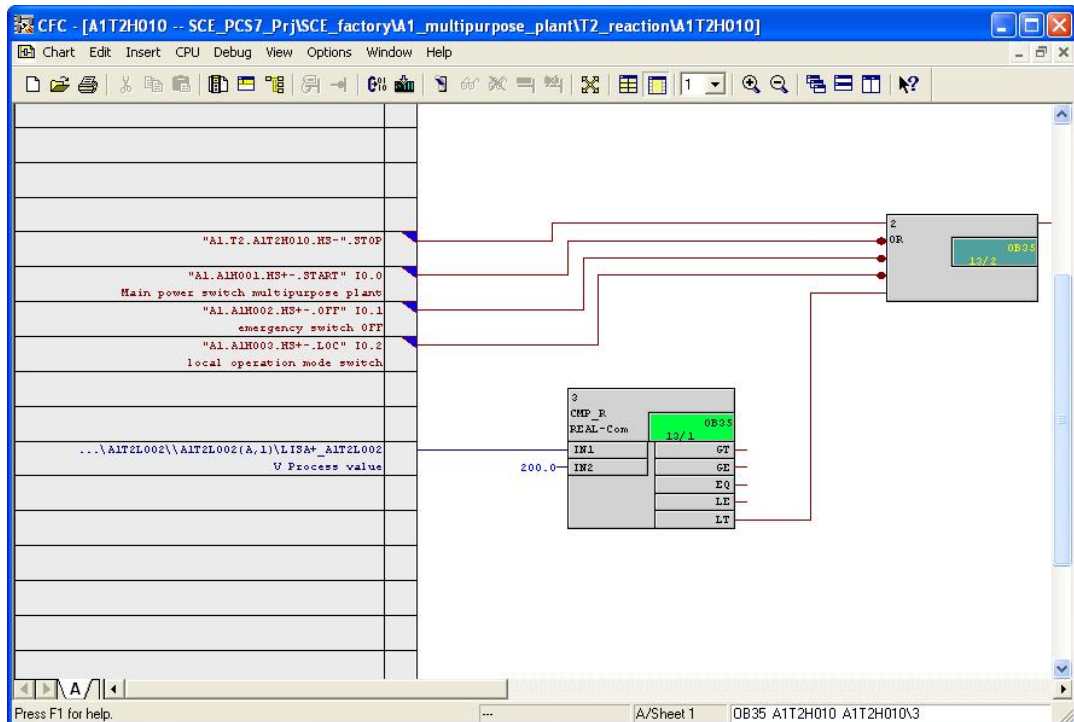 CFC - [A1T2H010 -- SCE_PCS7_Prj\SCE_factory\A1_multipurpose_plant\T2_reaction\A1T2H010]
Chart Edit Insert CPU Debug View Options Window Help
1
"A1.T2.A1T2H010.HS-".STOP
"A1.A1H001.HS+-.START" I0.0
Main power switch multipurpose plant
"A1.A1H002.HS+-.OFF" I0.1
emergency switch OFF
"A1.A1H003.HS+-.LOC" I0.2
local operation mode switch
...\A1T2L002\\A1T2L002(A,1)\LISA+_A1T2L002
V Process value
2
OR
OB35
13/2
3
CMP_R
REAL-Com
OB35
13/1
IN1 GT
200.0 IN2 GE
EQ
LE
LT
A
Press F1 for help. --- A/Sheet 1 OB35 A1T2H010 A1T2H010\3